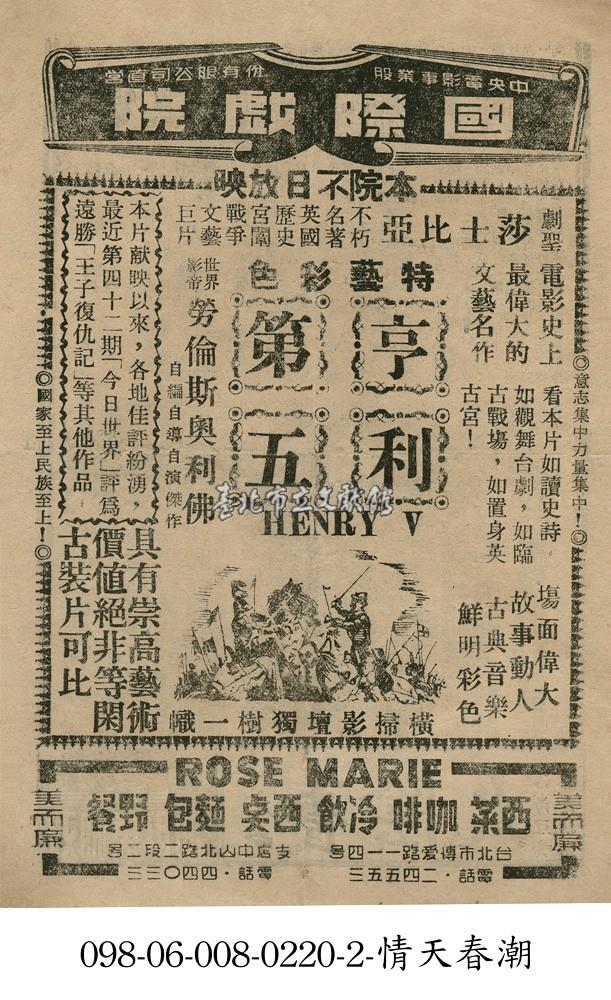 中央電影事業股份有限公司直營
國際戲院
本院不日放映
◎意志集中力量集中！◎
劇聖莎士比亞
不朽名著
英國歷史
宮闈戰爭
文藝巨片
電影史上
最偉大的
文藝名作
看本片如讀史詩，
如觀舞台劇，如臨
古戰場，如置身英
古宮！
場面偉大
故事動人
古典音樂
鮮明彩色
特藝彩色
亨利
第五
HENRY V
世界影帝
勞倫斯奧利佛
自編自導自演傑作
橫掃影壇獨樹一幟
本片獻映以來，各地佳評紛湧，
最近第四十二期「今日世界」評爲
遠勝「王子復仇記」等其他作品
具有崇高藝術
價值絕非等閑
古裝片可比
◎國家至上民族至上！◎
臺北市立文獻館
ROSE MARIE
美而廉
西菜 咖啡 冷飲 西桌 麵包 野餐
台北市博愛路一一四號
電話・二四五五三
支店中山北路二段二號
電話・四四〇三三
美而廉
098-06-008-0220-2-情天春潮